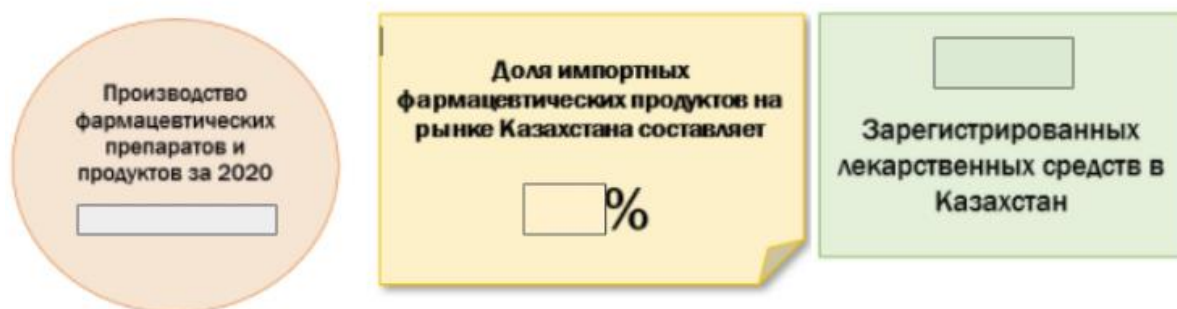 Производство
фармацевтических
препаратов и
продуктов за 2020
Доля импортных
фармацевтических продуктов на
рынке Казахстана составляет
%
Зарегистрированных
лекарственных средств в
Казахстан